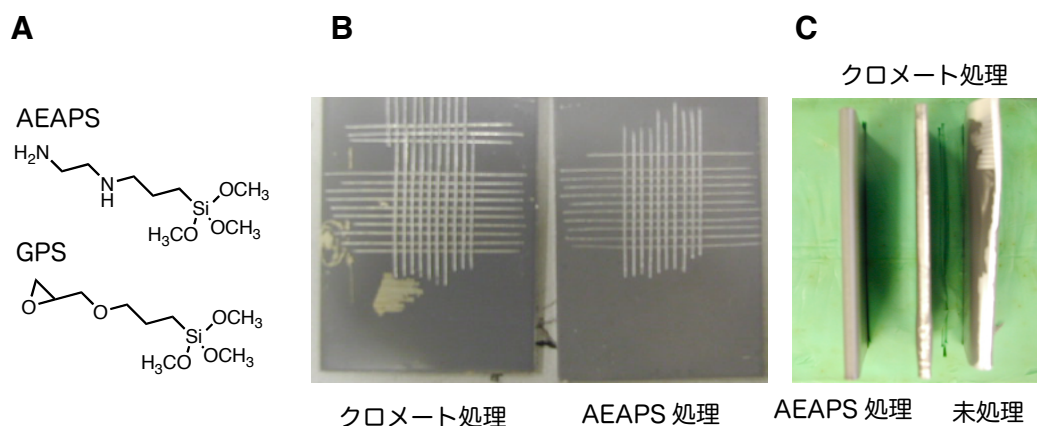 A
B
C
クロメート処理
AEAPS
H2N
N
H
Si
OCH3
OCH3
H3CO
GPS
O
O
Si
OCH3
OCH3
H3CO
クロメート処理
AEAPS 処理
AEAPS 処理
未処理